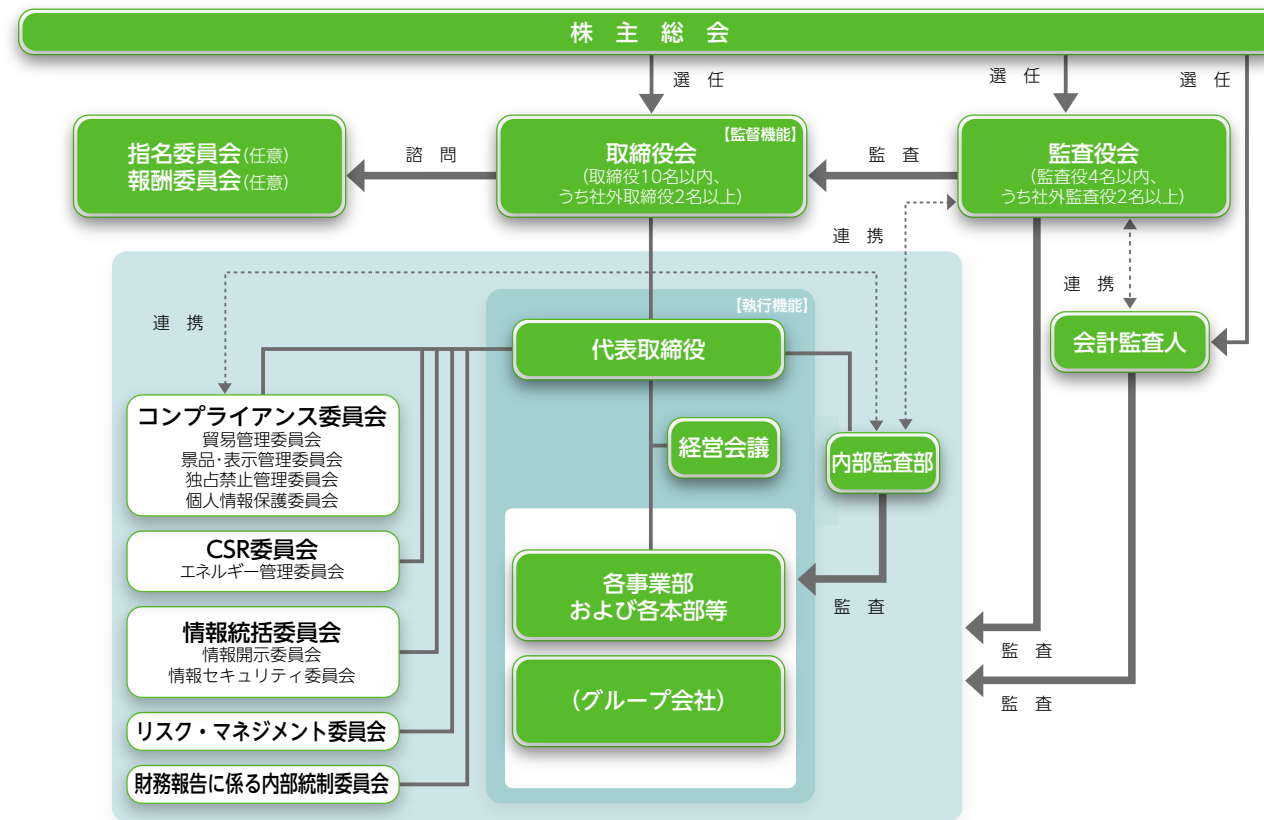 株 主 総 会
選 任
選 任
選 任
指名委員会(任意)
報酬委員会(任意)
諮 問
【監督機能】
取締役会
(取締役10名以内、
うち社外取締役2名以上)
監 査
監査役会
(監査役4名以内、
うち社外監査役2名以上)
連 携
連 携
連 携
【執行機能】
代表取締役
会計監査人
コンプライアンス委員会
貿易管理委員会
景品・表示管理委員会
独占禁止管理委員会
個人情報保護委員会
経営会議
内部監査部
CSR委員会
エネルギー管理委員会
各事業部
および各本部等
監 査
情報統括委員会
情報開示委員会
情報セキュリティ委員会
監 査
(グループ会社)
監 査
リスク・マネジメント委員会
財務報告に係る内部統制委員会